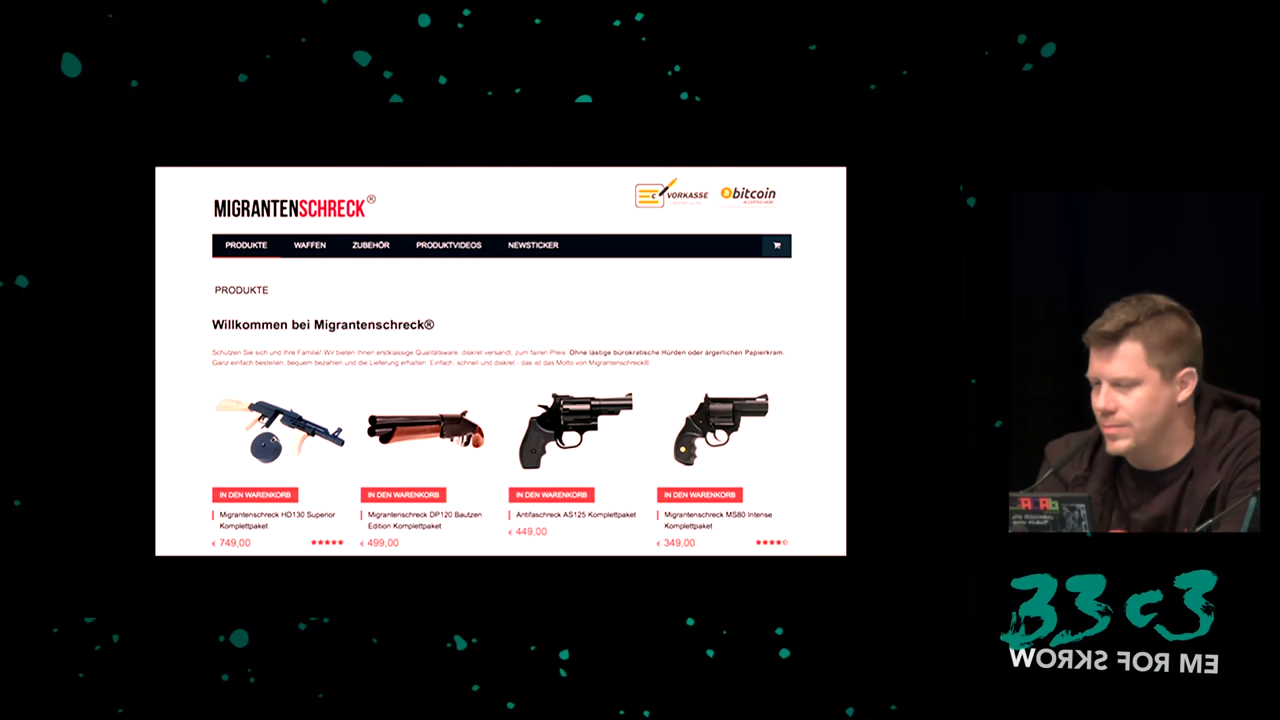 MIGRANTENSCHRECK®
VORKASSE
bitcoin
ACCEPTED HERE
PRODUKTE WAFFEN ZUBEHÖR PRODUKTVIDEOS NEWSTICKER
PRODUKTE
Willkommen bei Migrantenschreck®
Schützen Sie sich und Ihre Familie! Wir bieten Ihnen erstklassige Qualitätsware, diskret versandt, zum fairen Preis. Ohne lästige bürokratische Hürden oder ärgerlichen Papierkram.
Ganz einfach bestellen, bequem bezahlen und die Lieferung erhalten. Einfach, schnell und diskret - das ist das Motto von Migrantenschreck®.
IN DEN WARENKORB IN DEN WARENKORB IN DEN WARENKORB IN DEN WARENKORB
Migrantenschreck HD130 Superior
Komplettpaket
€ 749,00
Migrantenschreck DP120 Bautzen
Edition Komplettpaket
€ 499,00
Antifaschreck AS125 Komplettpaket
€ 449,00
Migrantenschreck MS80 Intense
Komplettpaket
€ 349,00
33c3
WORKS FOR ME